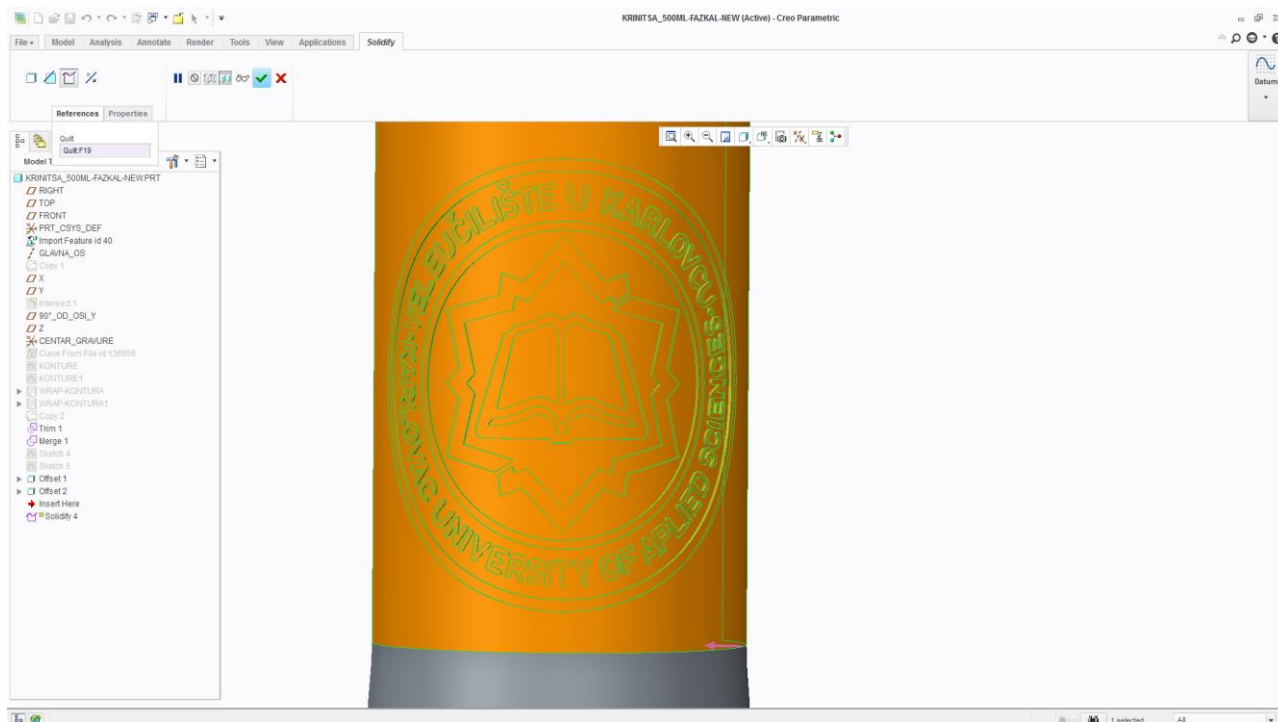 KRINITSA_500ML-FAZKAL-NEW (Active) - Creo Parametric
File Model Analysis Annotate Render Tools View Applications Solidify
Datum
References Properties
Quilt
Quilt:F19
KRINITSA_500ML-FAZKAL-NEW.PRT
RIGHT
TOP
FRONT
PRT_CSYS_DEF
Import Feature id 40
GLAVNA_OS
Copy 1
X
Y
Intersect 1
90°_OD_OSI_Y
Z
CENTAR_GRAVURE
Curve From File id 136866
KONTURE
KONTURE1
WRAP-KONTURA
WRAP-KONTURA1
Copy 2
Trim 1
Merge 1
Sketch 4
Sketch 5
Offset 1
Offset 2
Insert Here
Solidify 4
VELEUČILIŠTE U KARLOVCU
KARLOVAC UNIVERSITY OF APLIED SCIENCES
1 selected
All